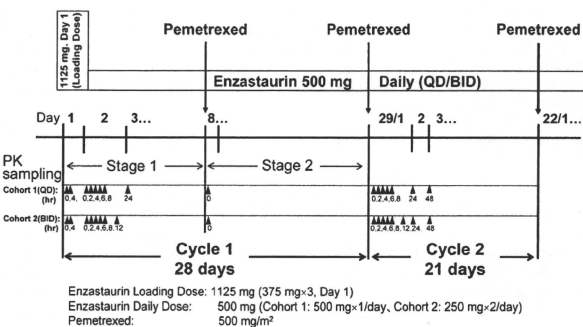 1125 mg. Day 1
(Loading Dose)
Pemetrexed Pemetrexed Pemetrexed
Enzastaurin 500 mg Daily (QD/BID)
Day 1 2 3... 8... 29/1 2 3... 22/1...
PK
sampling
Stage 1 Stage 2
Cohort 1(QD):
(hr) 0,4, 0,2,4,6,8 24 0 0,2,4,6,8 24 48
Cohort 2(BID):
(hr) 0,4 0,2,4,6,8,12 0 0,2,4,6,8,12,24. 48
Cycle 1 Cycle 2
28 days 21 days
Enzastaurin Loading Dose: 1125 mg (375 mg×3, Day 1)
Enzastaurin Daily Dose: 500 mg (Cohort 1: 500 mg×1/day、Cohort 2: 250 mg×2/day)
Pemetrexed: 500 mg/m²